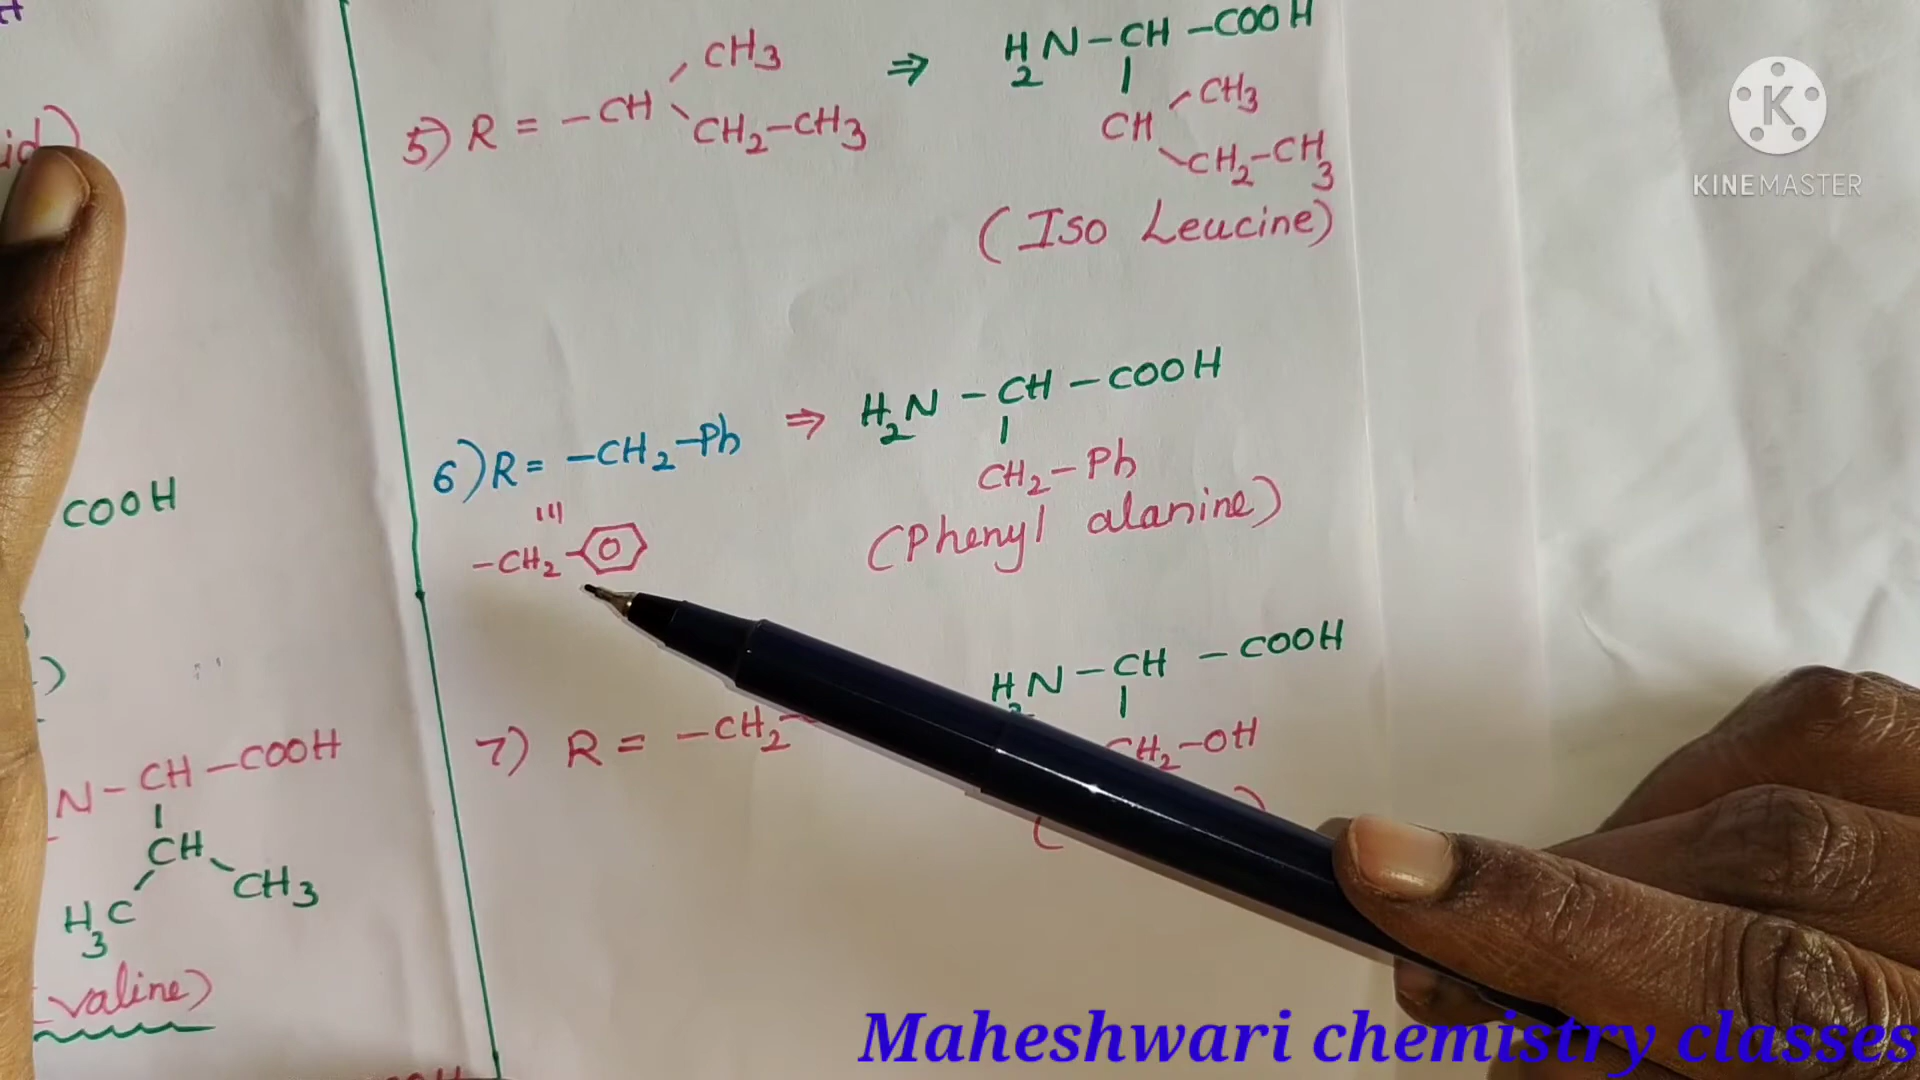 5) R = -CH
CH3
CH2-CH3
⇒ H2N-CH-COOH
CH
CH3
CH2-CH3
(Iso Leucine)
6) R = -CH2-Ph ⇒ H2N-CH-COOH
CH2-Ph
(Phenyl alanine)
-CH2-
7) R = -CH2-
H2N-CH-COOH
CH2-OH
COOH
N-CH-COOH
CH
H3C
CH3
valine)
K
KINEMASTER
Maheshwari chemistry classes